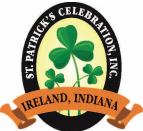 ST. PATRICK'S CELEBRATION, INC.
IRELAND, INDIANA